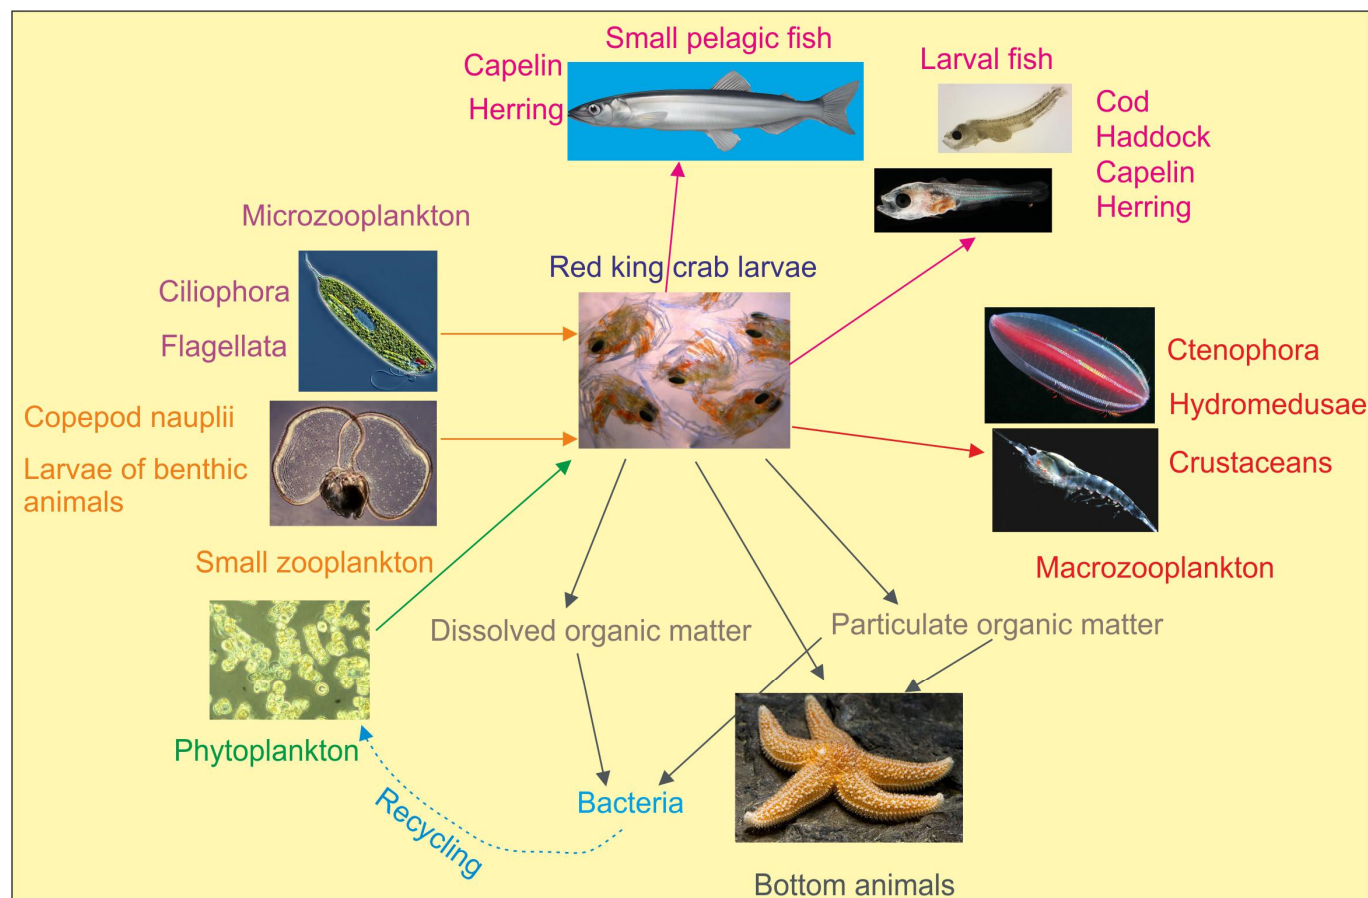 Small pelagic fish
Capelin
Herring
Larval fish
Cod
Haddock
Capelin
Herring
Microzooplankton
Ciliophora
Flagellata
Red king crab larvae
Copepod nauplii
Larvae of benthic
animals
Small zooplankton
Ctenophora
Hydromedusae
Crustaceans
Macrozooplankton
Dissolved organic matter
Particulate organic matter
Phytoplankton
Recycling
Bacteria
Bottom animals